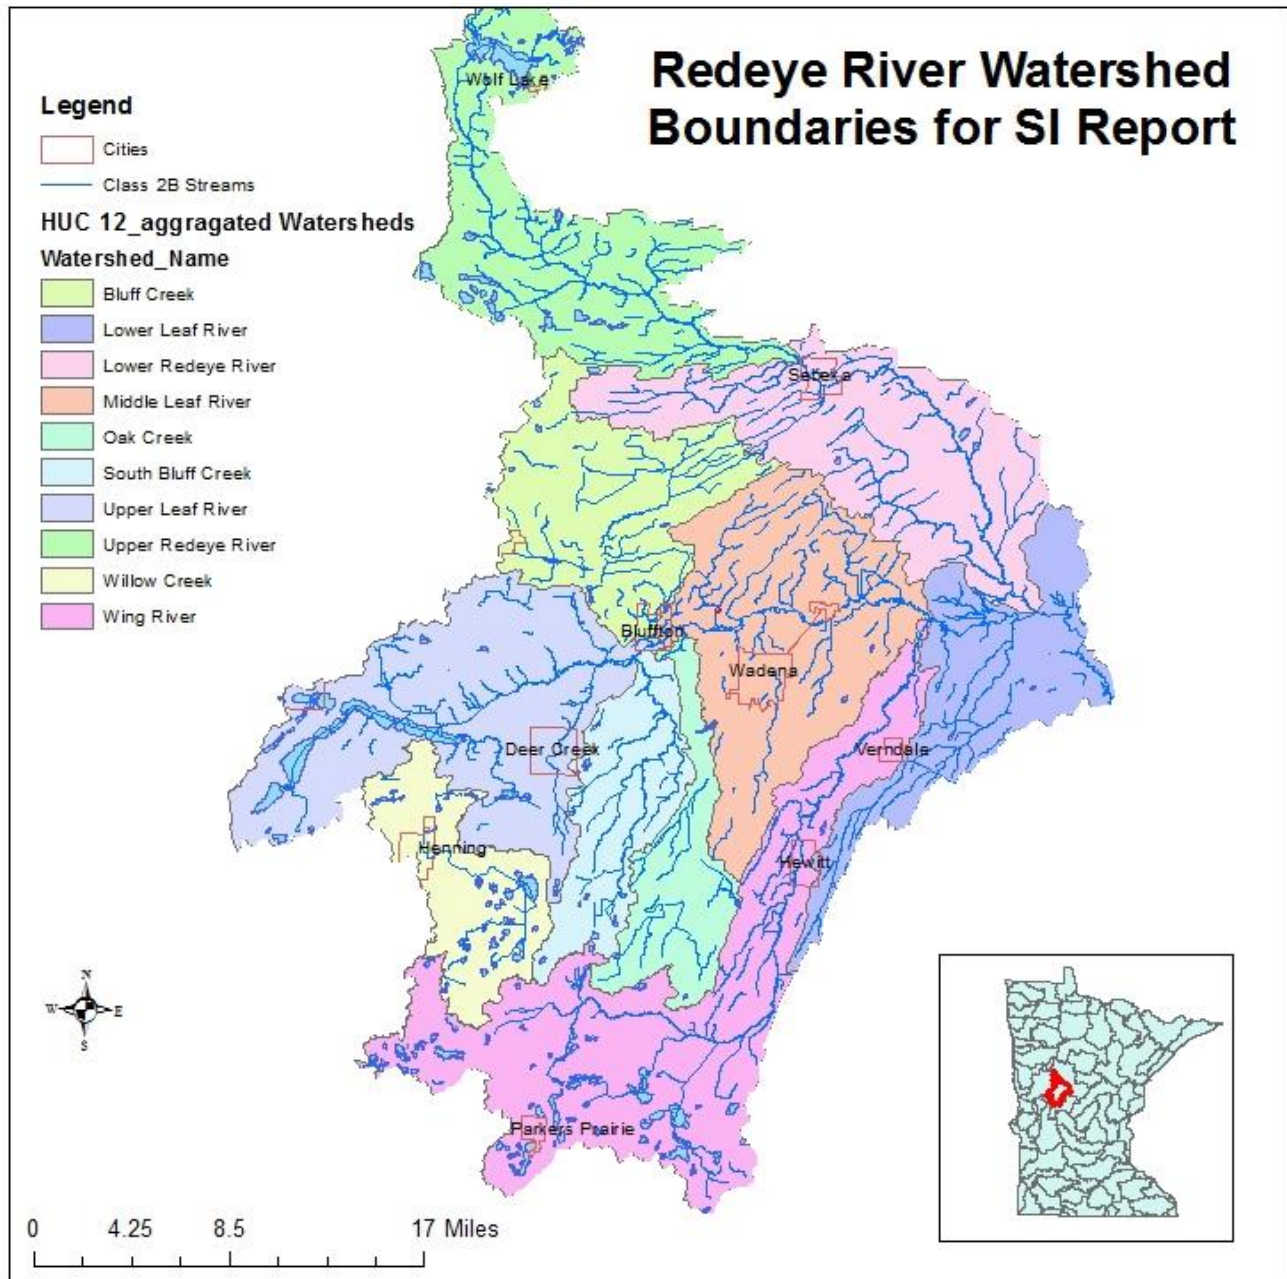 Redeye River Watershed
Boundaries for SI Report
Legend
Cities
Class 2B Streams
HUC 12_aggragated Watersheds
Watershed_Name
Bluff Creek
Lower Leaf River
Lower Redeye River
Middle Leaf River
Oak Creek
South Bluff Creek
Upper Leaf River
Upper Redeye River
Willow Creek
Wing River
Wolf Lake
Sebeka
Bluffton
Wadena
Deer Creek
Verndale
Henning
Hewitt
Parkers Prairie
N
W E
S
0 4.25 8.5 17 Miles